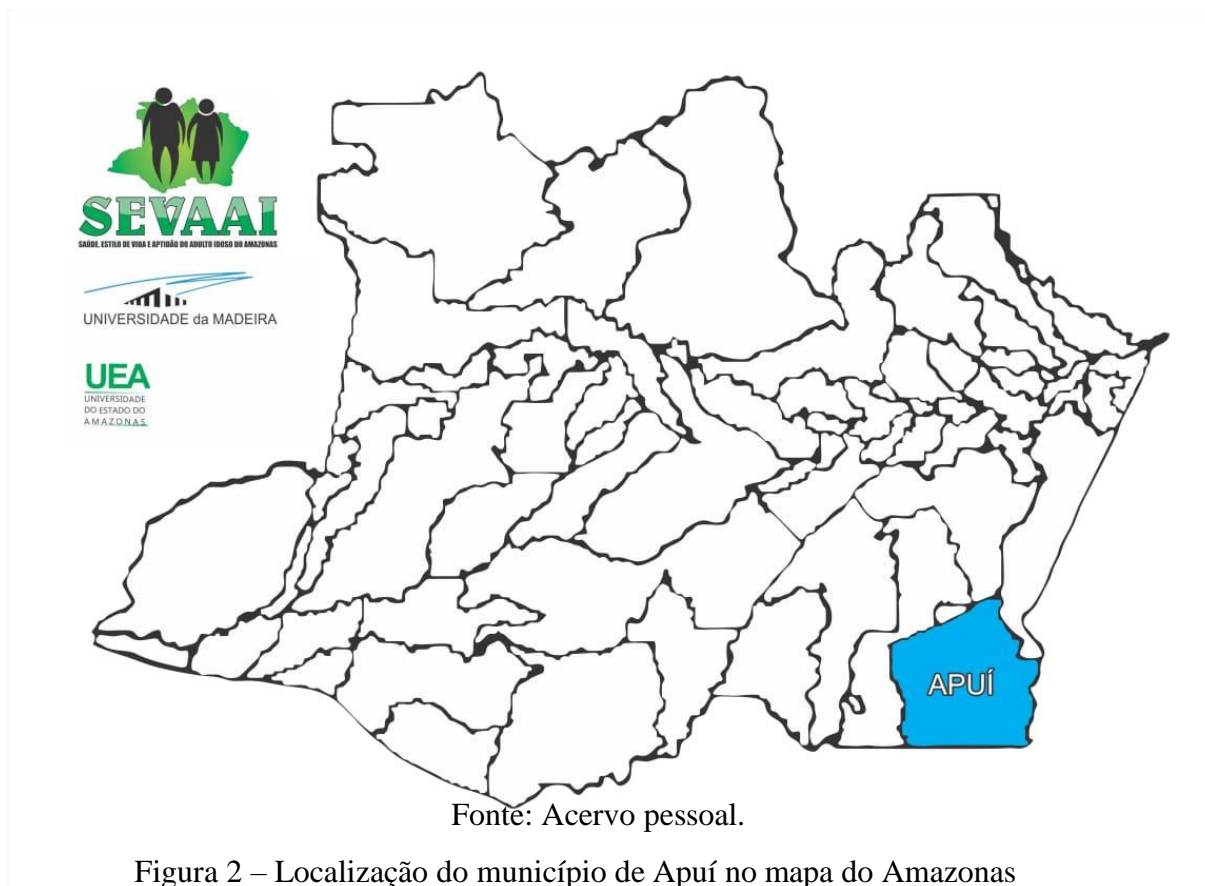 SEVAAI
SAÚDE, ESTILO DE VIDA E APTIDÃO DO ADULTO IDOSO DO AMAZONAS
UNIVERSIDADE da MADEIRA
UEA
UNIVERSIDADE
DO ESTADO DO
AMAZONAS
APUÍ
Fonte: Acervo pessoal.
Figura 2 – Localização do município de Apuí no mapa do Amazonas